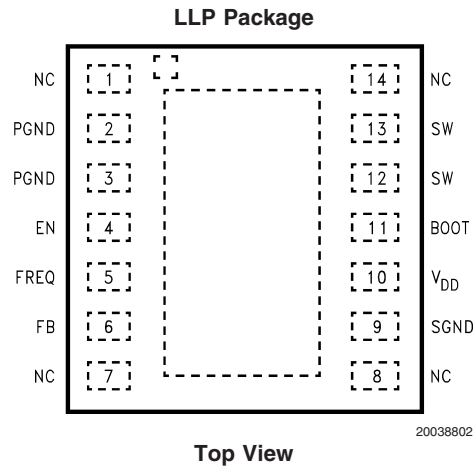 LLP Package
NC 1 14 NC
PGND 2 13 SW
PGND 3 12 SW
EN 4 11 BOOT
FREQ 5 10 VDD
FB 6 9 SGND
NC 7 8 NC
20038802
Top View